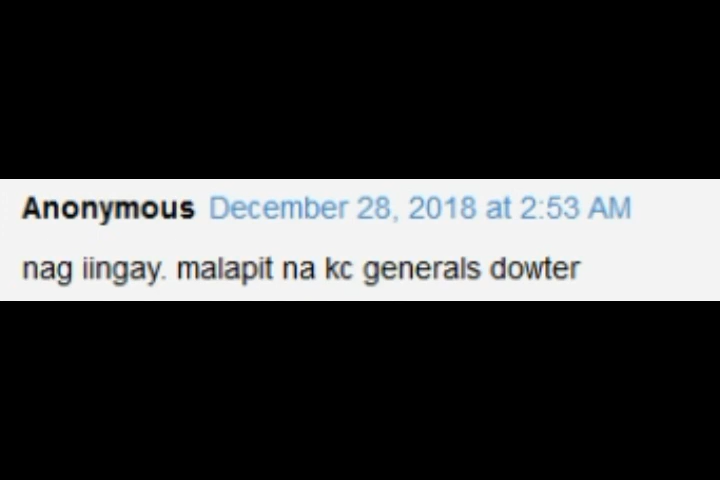 Anonymous December 28, 2018 at 2:53 AM
nag iingay. malapit na kc generals dowter